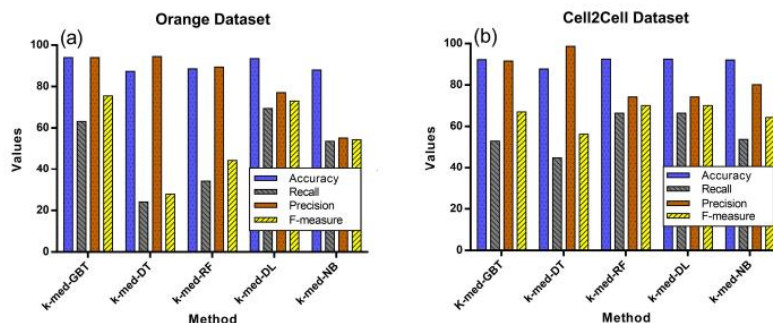 Orange Dataset
(a)
100
80
60
40
20
0
Values
Accuracy
Recall
Precision
F-measure
k-med-GBT
k-med-DT
k-med-RF
k-med-DL
k-med-NB
Method
Cell2Cell Dataset
(b)
100
80
60
40
20
0
Values
Accuracy
Recall
Precision
F-measure
K-med-GBT
k-med-DT
k-med-RF
k-med-DL
k-med-NB
Method